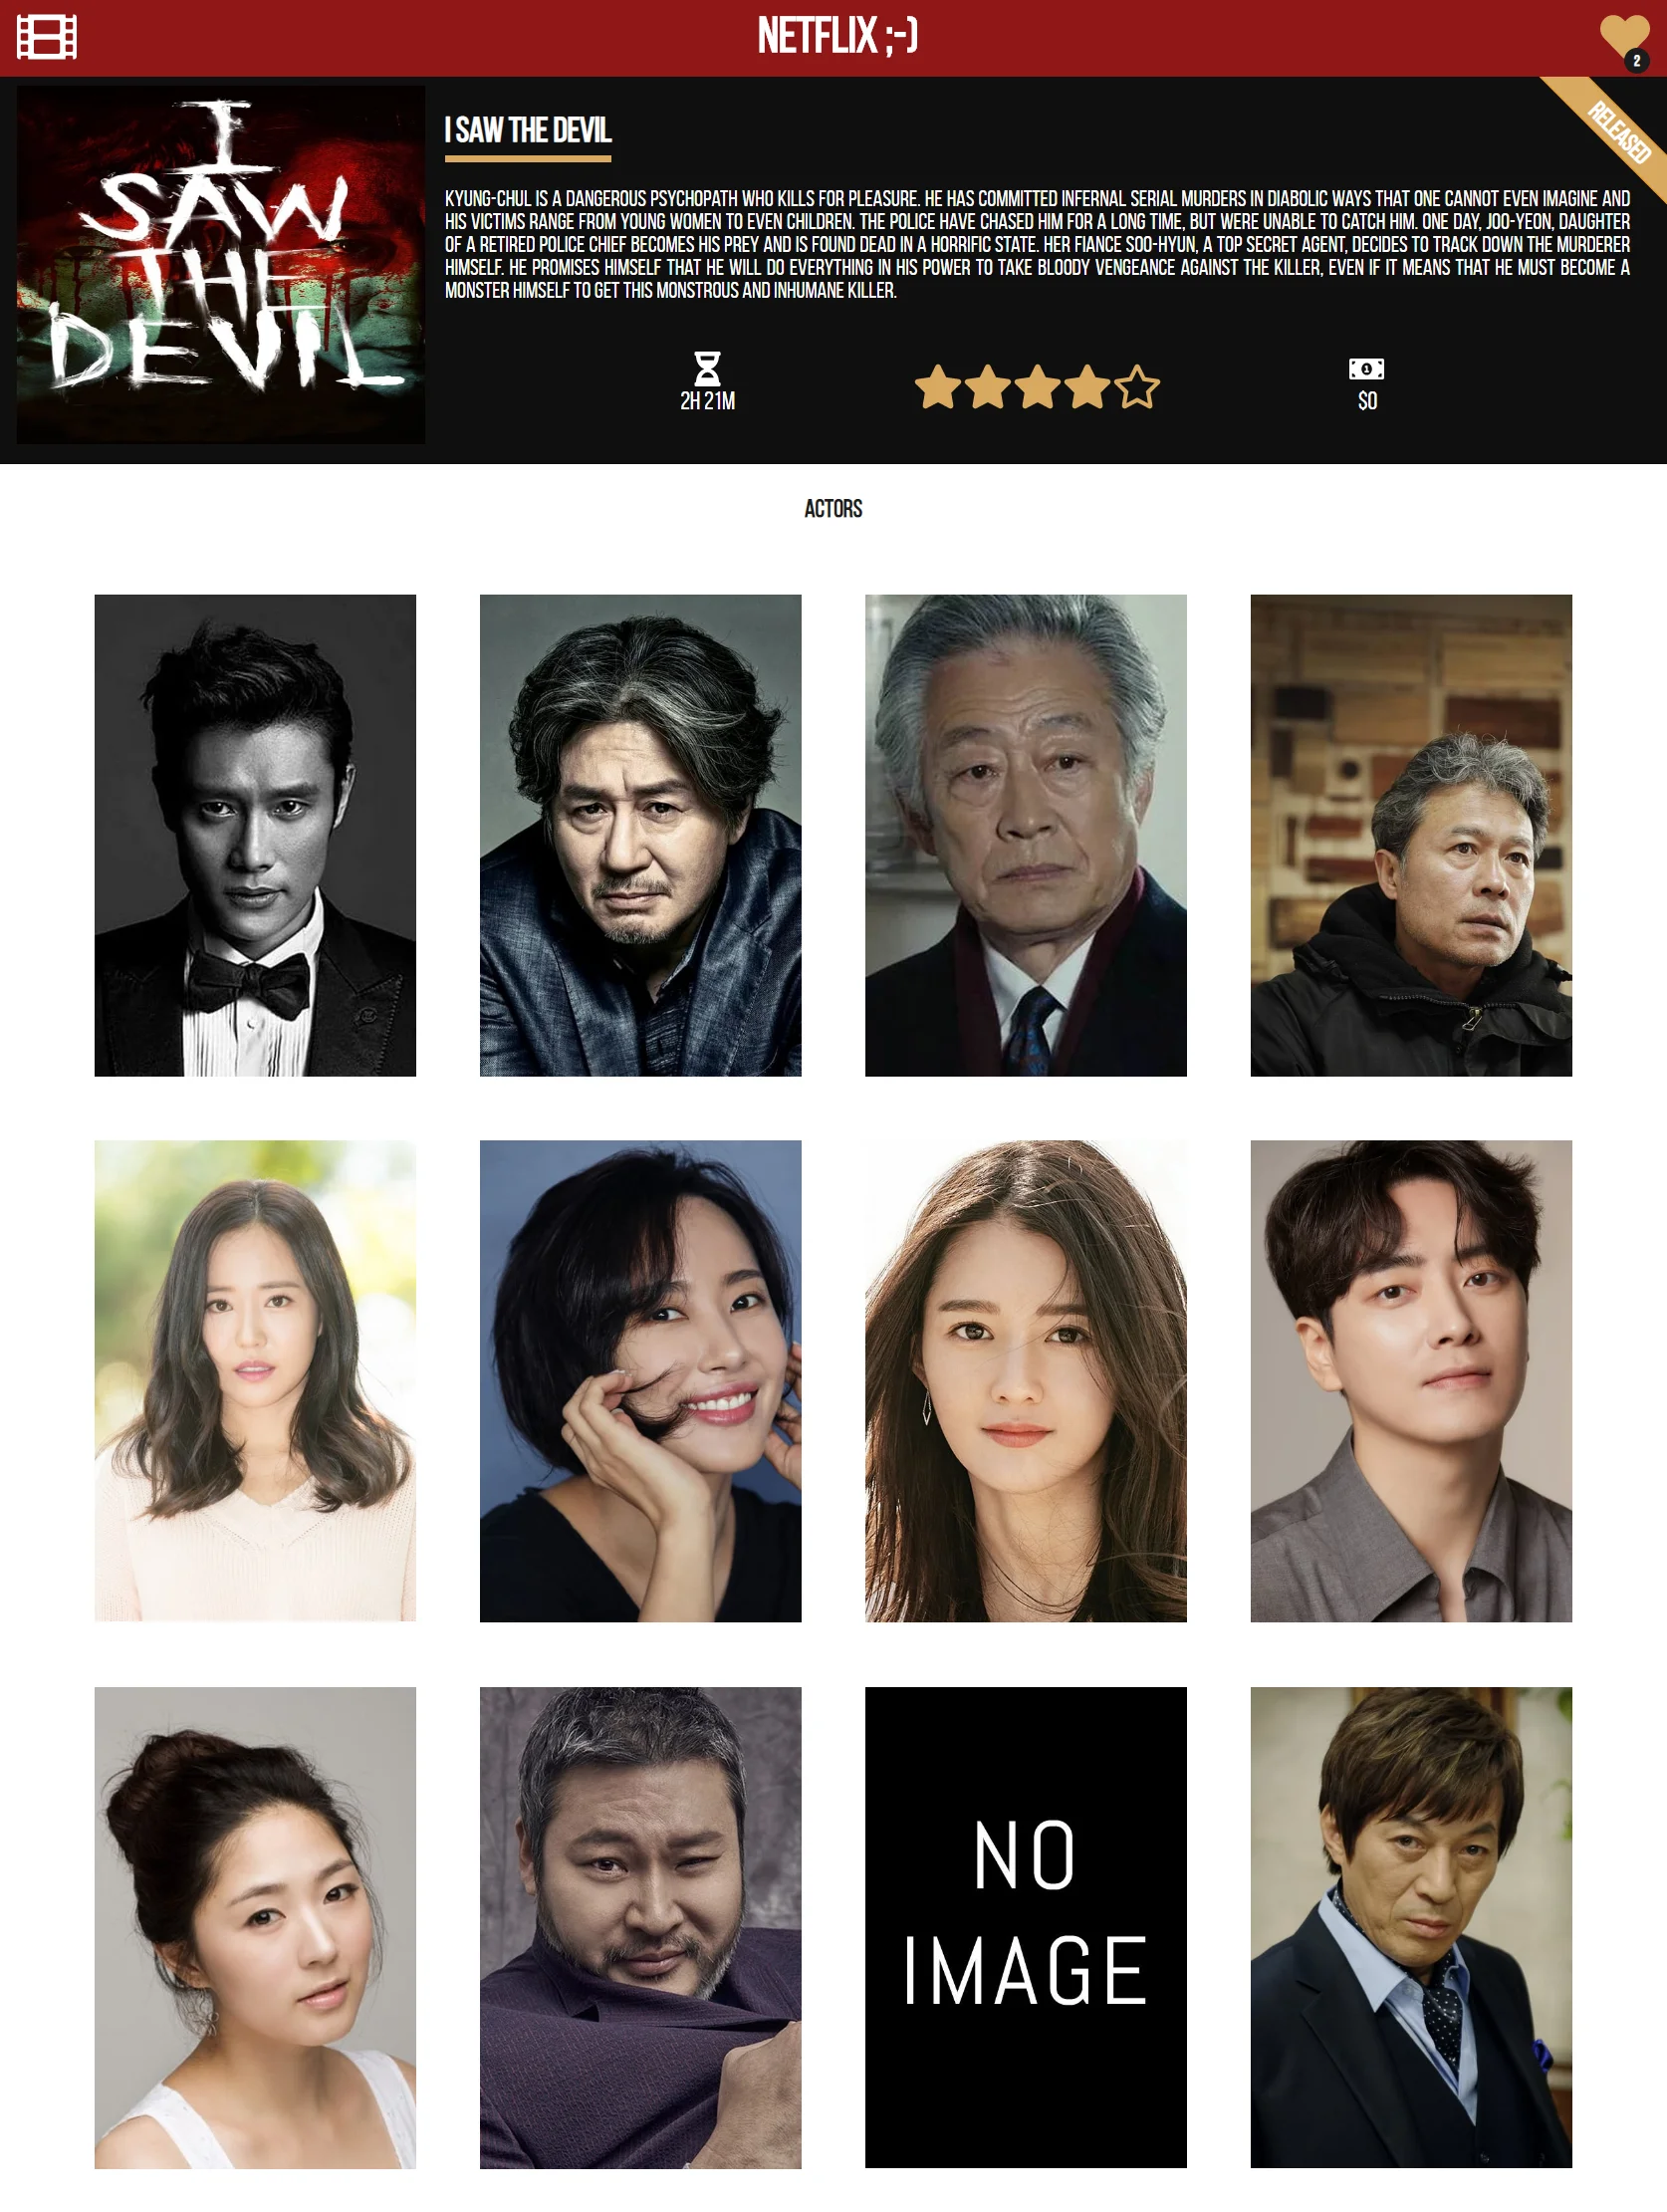 NETFLIX ;-)
2
I
SAW
THE
DEVIL
I SAW THE DEVIL
RELEASED
KYUNG-CHUL IS A DANGEROUS PSYCHOPATH WHO KILLS FOR PLEASURE. HE HAS COMMITTED INFERNAL SERIAL MURDERS IN DIABOLIC WAYS THAT ONE CANNOT EVEN IMAGINE AND
HIS VICTIMS RANGE FROM YOUNG WOMEN TO EVEN CHILDREN. THE POLICE HAVE CHASED HIM FOR A LONG TIME, BUT WERE UNABLE TO CATCH HIM. ONE DAY, JOO-YEON, DAUGHTER
OF A RETIRED POLICE CHIEF BECOMES HIS PREY AND IS FOUND DEAD IN A HORRIFIC STATE. HER FIANCE SOO-HYUN, A TOP SECRET AGENT, DECIDES TO TRACK DOWN THE MURDERER
HIMSELF. HE PROMISES HIMSELF THAT HE WILL DO EVERYTHING IN HIS POWER TO TAKE BLOODY VENGEANCE AGAINST THE KILLER, EVEN IF IT MEANS THAT HE MUST BECOME A
MONSTER HIMSELF TO GET THIS MONSTROUS AND INHUMANE KILLER.
2H 21M
1
$0
ACTORS
NO
IMAGE